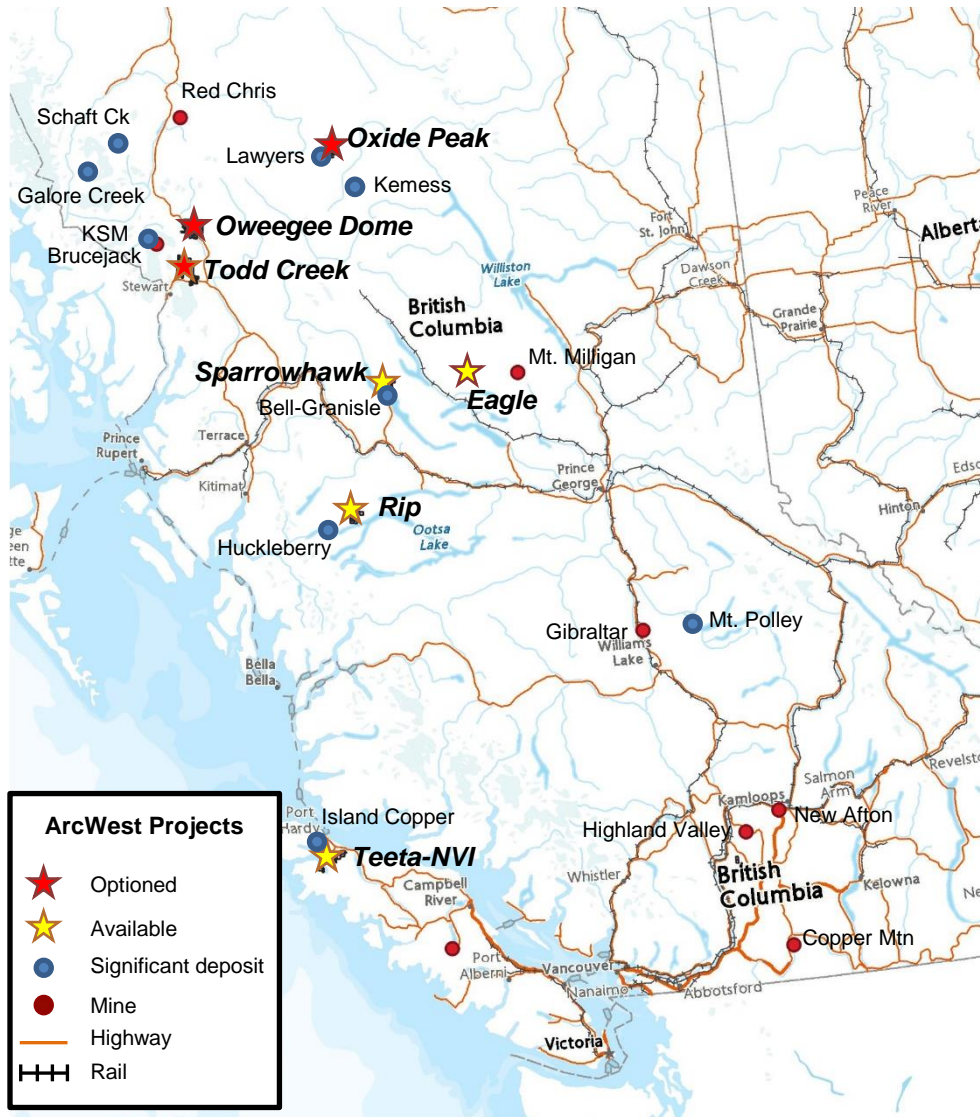 Red Chris
Schaft Ck
Oxide Peak
Lawyers
Kemess
Galore Creek
Peace
River
Fort
St. John
Oweegee Dome
KSM
Brucejack
Alberta
Todd Creek
Williston
Lake
Dawson
Creek
Stewart
British
Columbia
Grande
Prairie
Mt. Milligan
Sparrowhawk
Eagle
Bell-Granisle
Terrace
Prince
Rupert
Kitimat
Prince
George
Hinton
Rip
Ootsa
Lake
Huckleberry
Mt. Polley
Gibraltar
Williams
Lake
Bella
Bella
Salmon
Arm
Revelst
Kamloops
New Afton
Port
Hardy
Island Copper
Highland Valley
Teeta-NVI
British
Columbia
Whistler
Kelowna
Ne
Campbell
River
Copper Mtn
Port
Alberni
Vancouver
Nanaimo
Abbotsford
Victoria
ArcWest Projects
Optioned
Available
Significant deposit
Mine
Highway
Rail